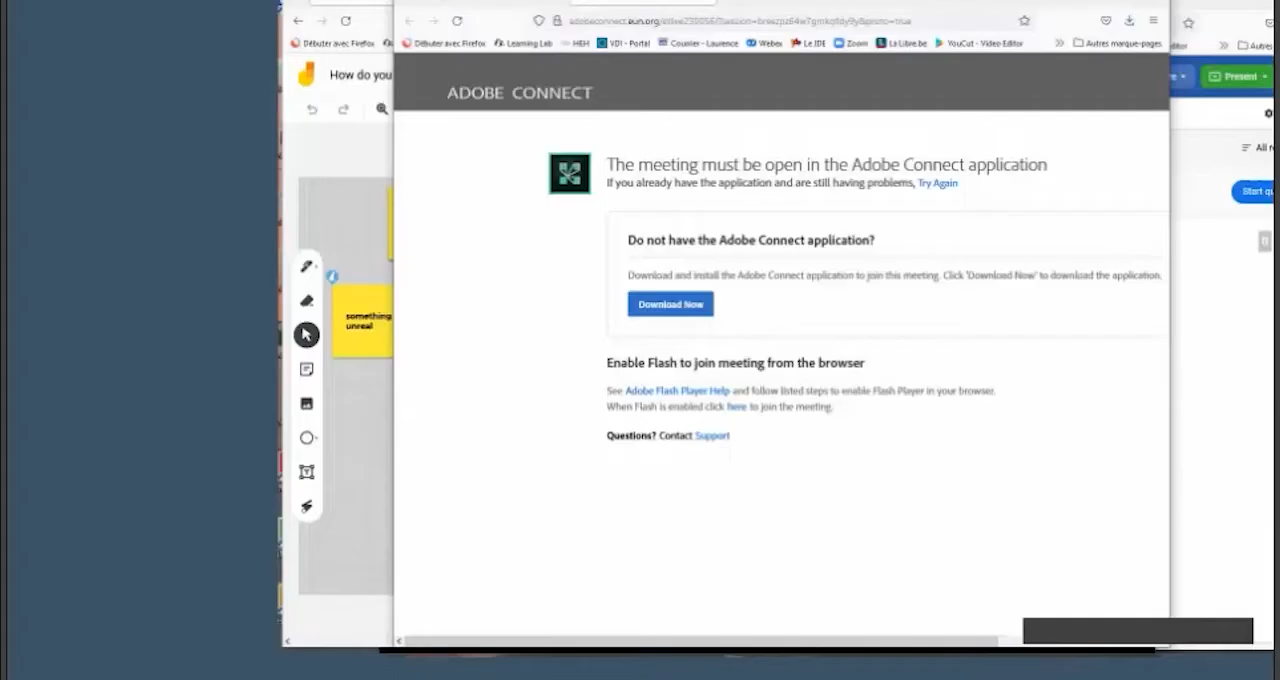 Débuter avec Firefox
Débuter avec Firefox
Learning Lab
HEH
VDI - Portal
Courrier - Laurence
Webex
Le JDE
Zoom
La Libre.be
YouCut - Video Editor
Autres marque-pages
Autres
How do you
Present
ADOBE CONNECT
The meeting must be open in the Adobe Connect application
If you already have the application and are still having problems, Try Again
Do not have the Adobe Connect application?
Download and install the Adobe Connect application to join this meeting. Click 'Download Now' to download the application.
Download Now
something
unreal
Enable Flash to join meeting from the browser
See Adobe Flash Player Help and follow listed steps to enable Flash Player in your browser.
When Flash is enabled click here to join the meeting.
Questions? Contact Support
All
Start